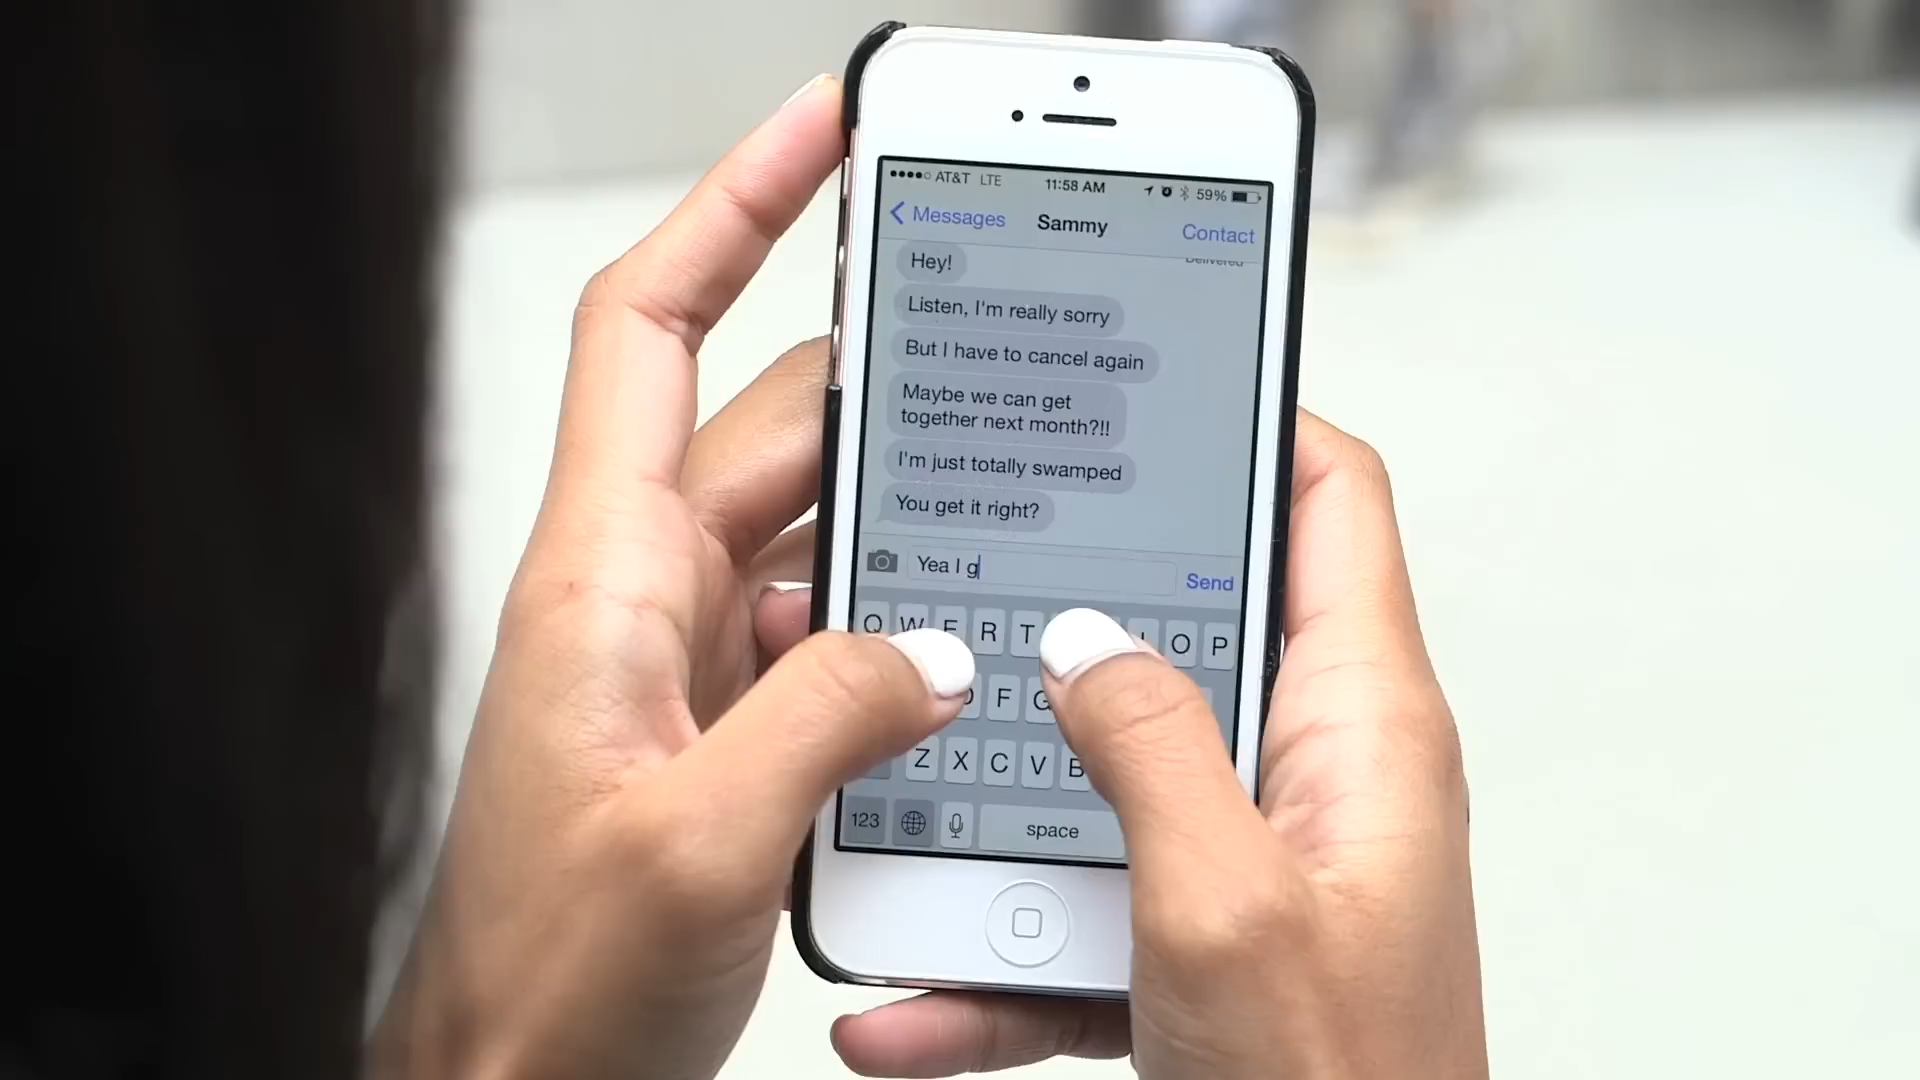 AT&T LTE 11:58 AM 59%
Messages Sammy Contact
Delivered
Hey!
Listen, I'm really sorry
But I have to cancel again
Maybe we can get
together next month?!!
I'm just totally swamped
You get it right?
Yea I g
Send
Q W E R T O P
F G
Z X C V B
123 space